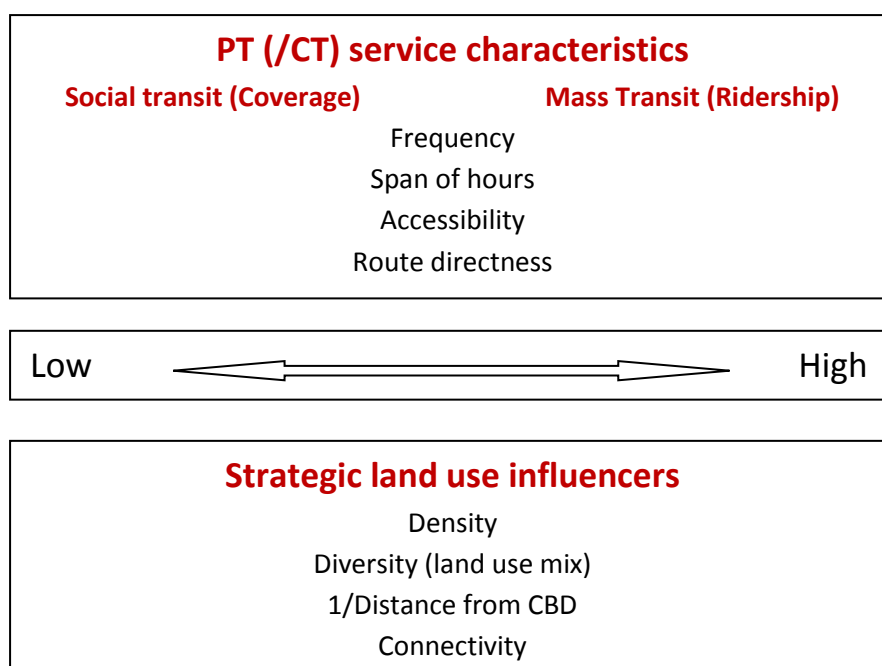 PT (/CT) service characteristics
Social transit (Coverage) Mass Transit (Ridership)
Frequency
Span of hours
Accessibility
Route directness
Low High
Strategic land use influencers
Density
Diversity (land use mix)
1/Distance from CBD
Connectivity